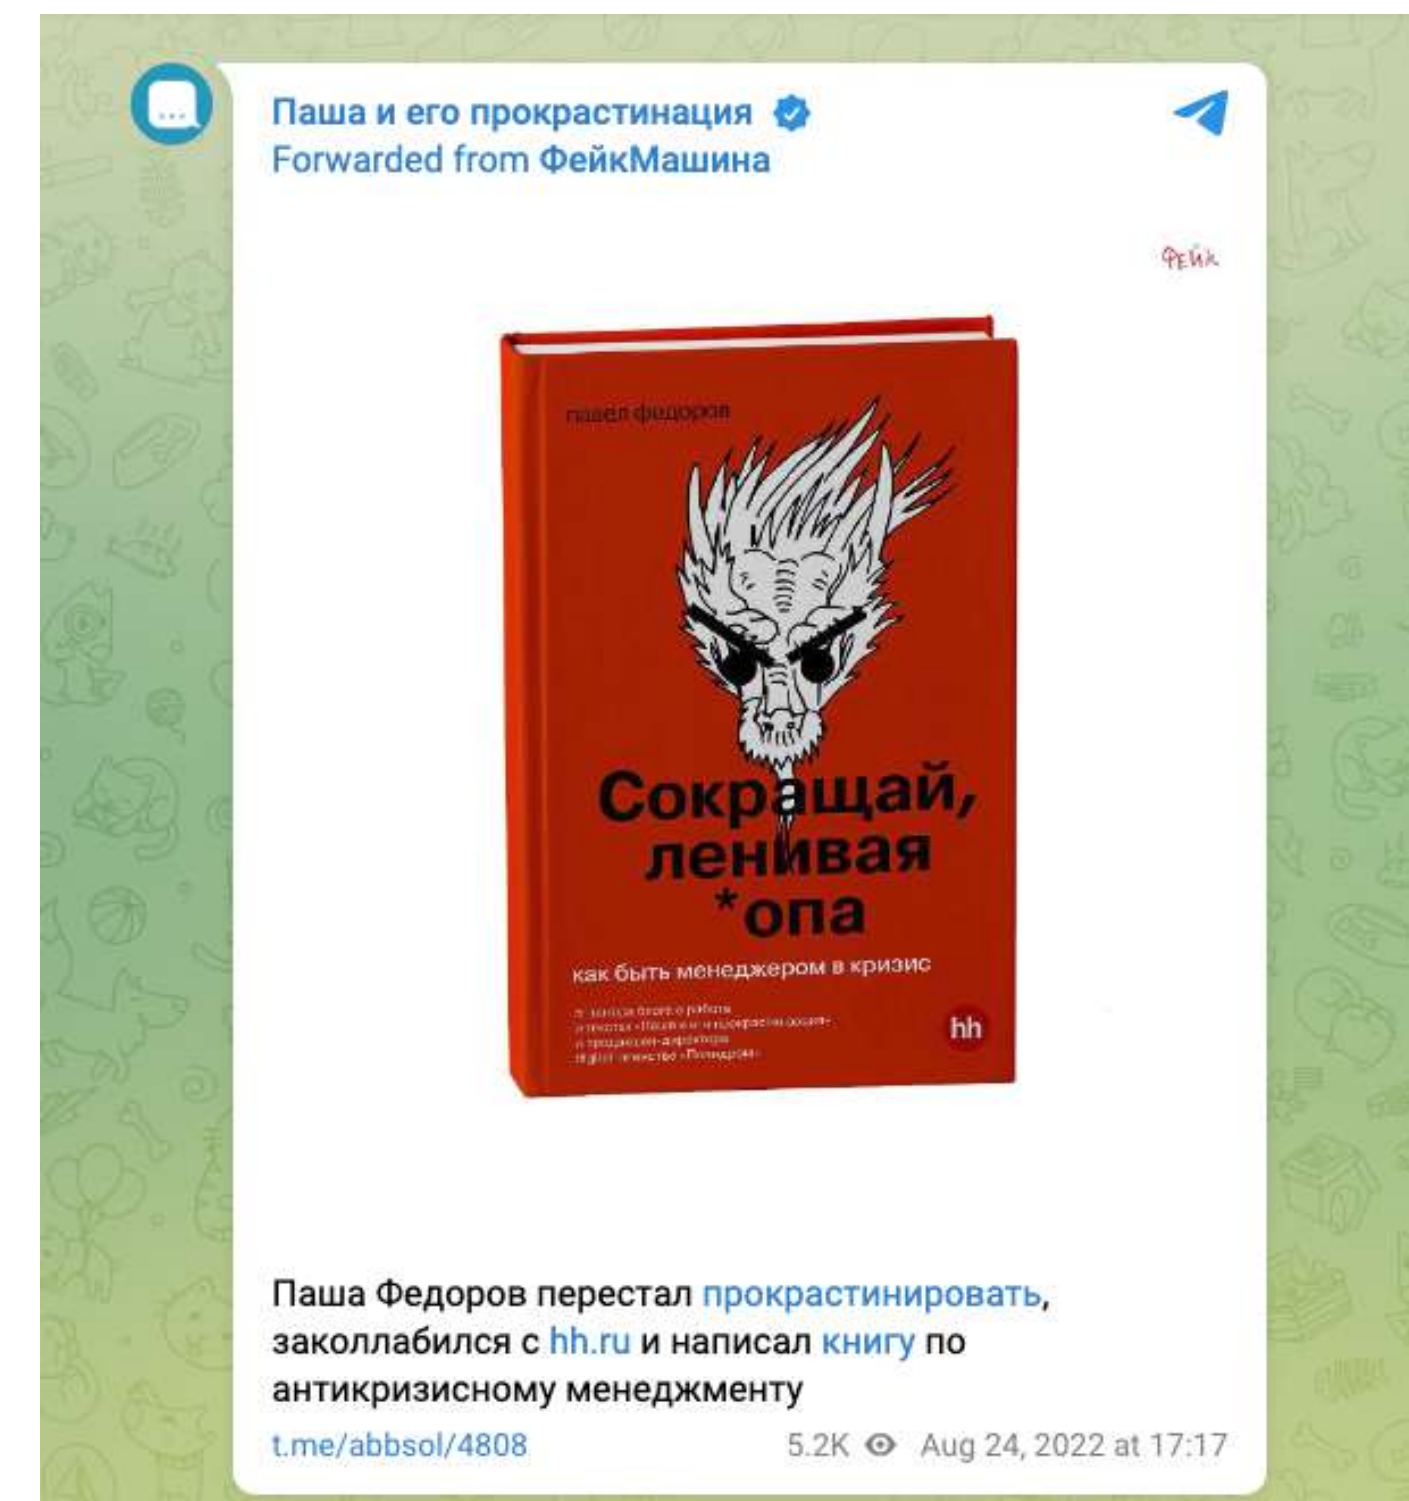 Паша и его прокрастинация
Forwarded from ФейкМашина
ФЕЙК
павел федоров
Сокращай,
ленивая
*опа
как быть менеджером в кризис
hh
Паша Федоров перестал прокрастинировать,
заколлабился с hh.ru и написал книгу по
антикризисному менеджменту
t.me/abbsol/4808 5.2K Aug 24, 2022 at 17:17